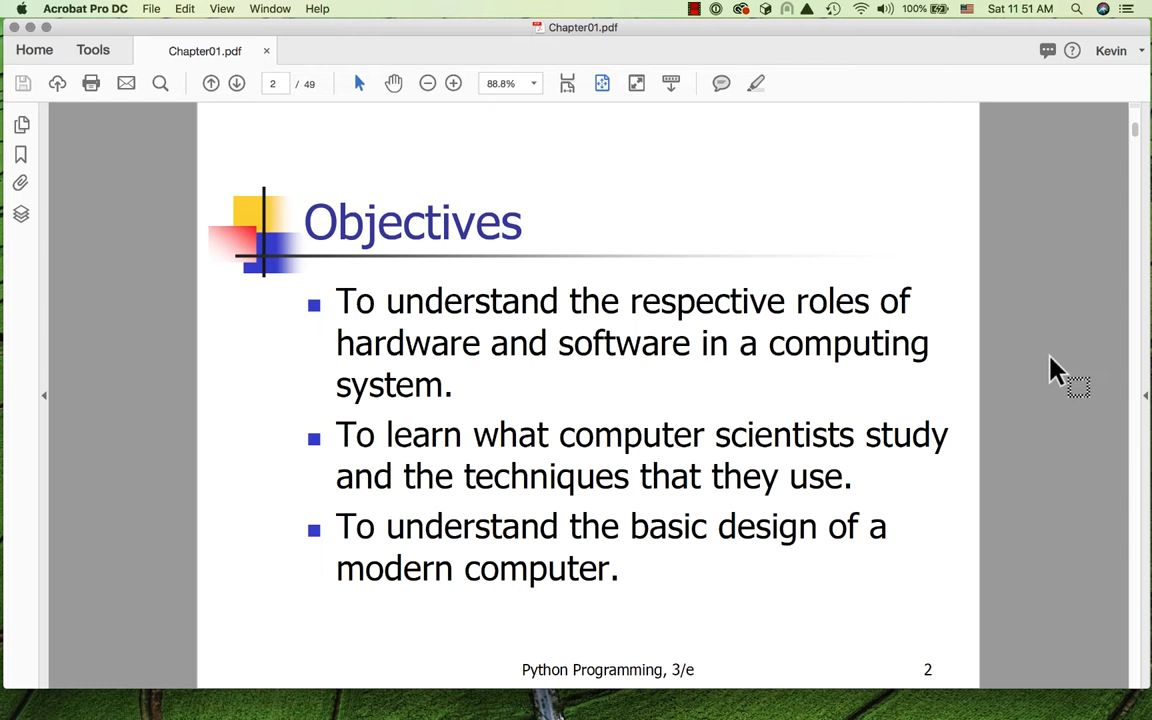 Acrobat Pro DC File Edit View Window Help 100% Sat 11 51 AM
Chapter01.pdf
Home Tools Chapter01.pdf × ? Kevin
2 / 49 88.8%
Objectives
To understand the respective roles of
hardware and software in a computing
system.
To learn what computer scientists study
and the techniques that they use.
To understand the basic design of a
modern computer.
Python Programming, 3/e 2